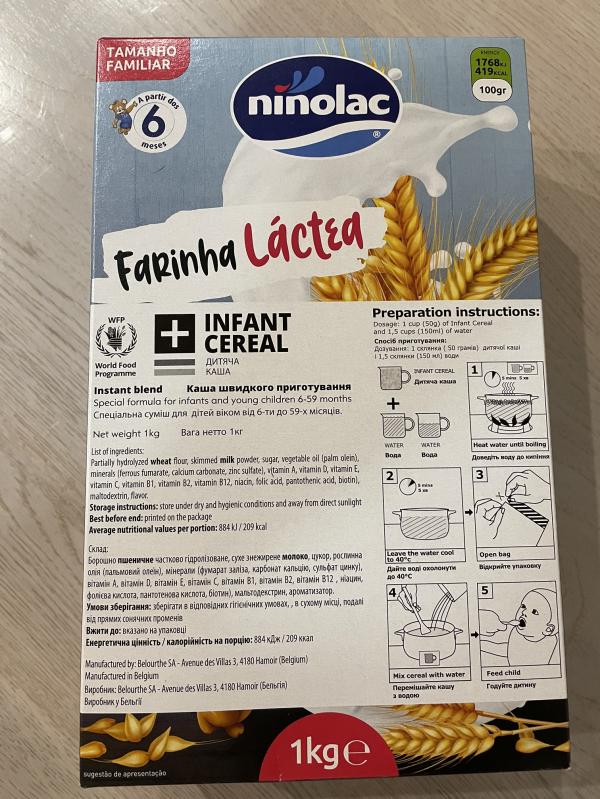 TAMANHO
FAMILIAR
A partir dos
6
meses
ninolac
®
ENERGY
1768KJ
419KCAL
100gr
Farinha Láctea
WFP
World Food
Programme
INFANT
CEREAL
ДИТЯЧА
КАША
Instant blend Каша швидкого приготування
Special formula for infants and young children 6-59 months
Спеціальна суміш для дітей віком від 6-ти до 59-х місяців.
Net weight 1kg Вага нетто 1кг
List of ingredients:
Partially hydrolyzed wheat flour, skimmed milk powder, sugar, vegetable oil (palm olein),
minerals (ferrous fumarate, calcium carbonate, zinc sulfate), vitamin A, vitamin D, vitamin E,
vitamin C, vitamin B1, vitamin B2, vitamin B12, niacin, folic acid, pantothenic acid, biotin),
maltodextrin, flavor.
Storage instructions: store under dry and hygienic conditions and away from direct sunlight
Best before end: printed on the package
Average nutritional values per portion: 884 kJ / 209 kcal
Склад:
Борошно пшеничне частково гідролізоване, сухе знежирене молоко, цукор, рослинна
олія (пальмовий олеїн), мінерали (фумарат заліза, карбонат кальцію, сульфат цинку),
вітамін A, вітамін D, вітамін E, вітамін C, вітамін B1, вітамін B2, вітамін B12 , ніацин,
фолієва кислота, пантотенова кислота, біотин), мальтодекстрин, ароматизатор.
Умови зберігання: зберігати в відповідних гігієнічних умовах, , в сухому місці, подалі
від прямих сонячних променів
Вжити до: вказано на упаковці
Енергетична цінність / калорійність на порцію: 884 кДж / 209 ккал
Manufactured by: Belourthe SA - Avenue des Villas 3, 4180 Hamoir (Belgium)
Manufactured in Belgium
Виробник: Belourthe SA - Avenue des Villas 3, 4180 Hamoir (Бельгія)
Виробник у Бельгії
Preparation instructions:
Dosage: 1 cup (50g) of Infant Cereal
and 1,5 cups (150ml) of water
Спосіб приготування:
Дозування: 1 склянка ( 50 грамів) дитячої каші
і 1,5 склянки (150 мл) води
INFANT CEREAL
Дитяча каша
+
WATER WATER
Вода Вода
1
5 mins 5 хв
Heat water until boiling
Доведіть воду до кипіння
2
5 mins
5 хв
Leave the water cool
to 40°C
Дайте воді охолонути
до 40°C
3
Open bag
Відкрийте упаковку
4
Mix cereal with water
Перемішайте кашу
з водою
5
Feed child
Годуйте дитину
1kg e
sugestão de apresentação